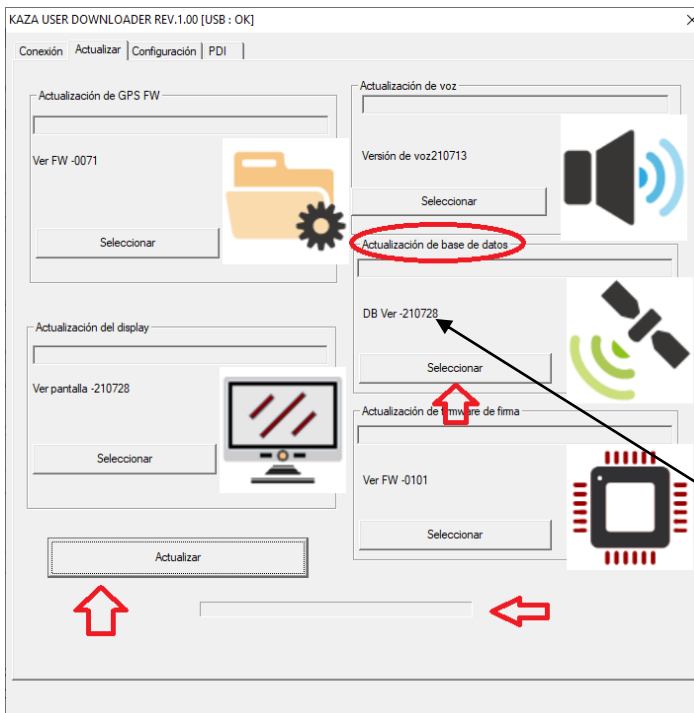 KAZA USER DOWNLOADER REV.1.00 [USB : OK]
Conexión Actualizar Configuración PDI
Actualización de GPS FW
Ver FW -0071
Seleccionar
Actualización de voz
Versión de voz210713
Seleccionar
Actualización de base de datos
DB Ver -210728
Seleccionar
Actualización del display
Ver pantalla -210728
Seleccionar
Actualización de firmware de firma
Ver FW -0101
Seleccionar
Actualizar